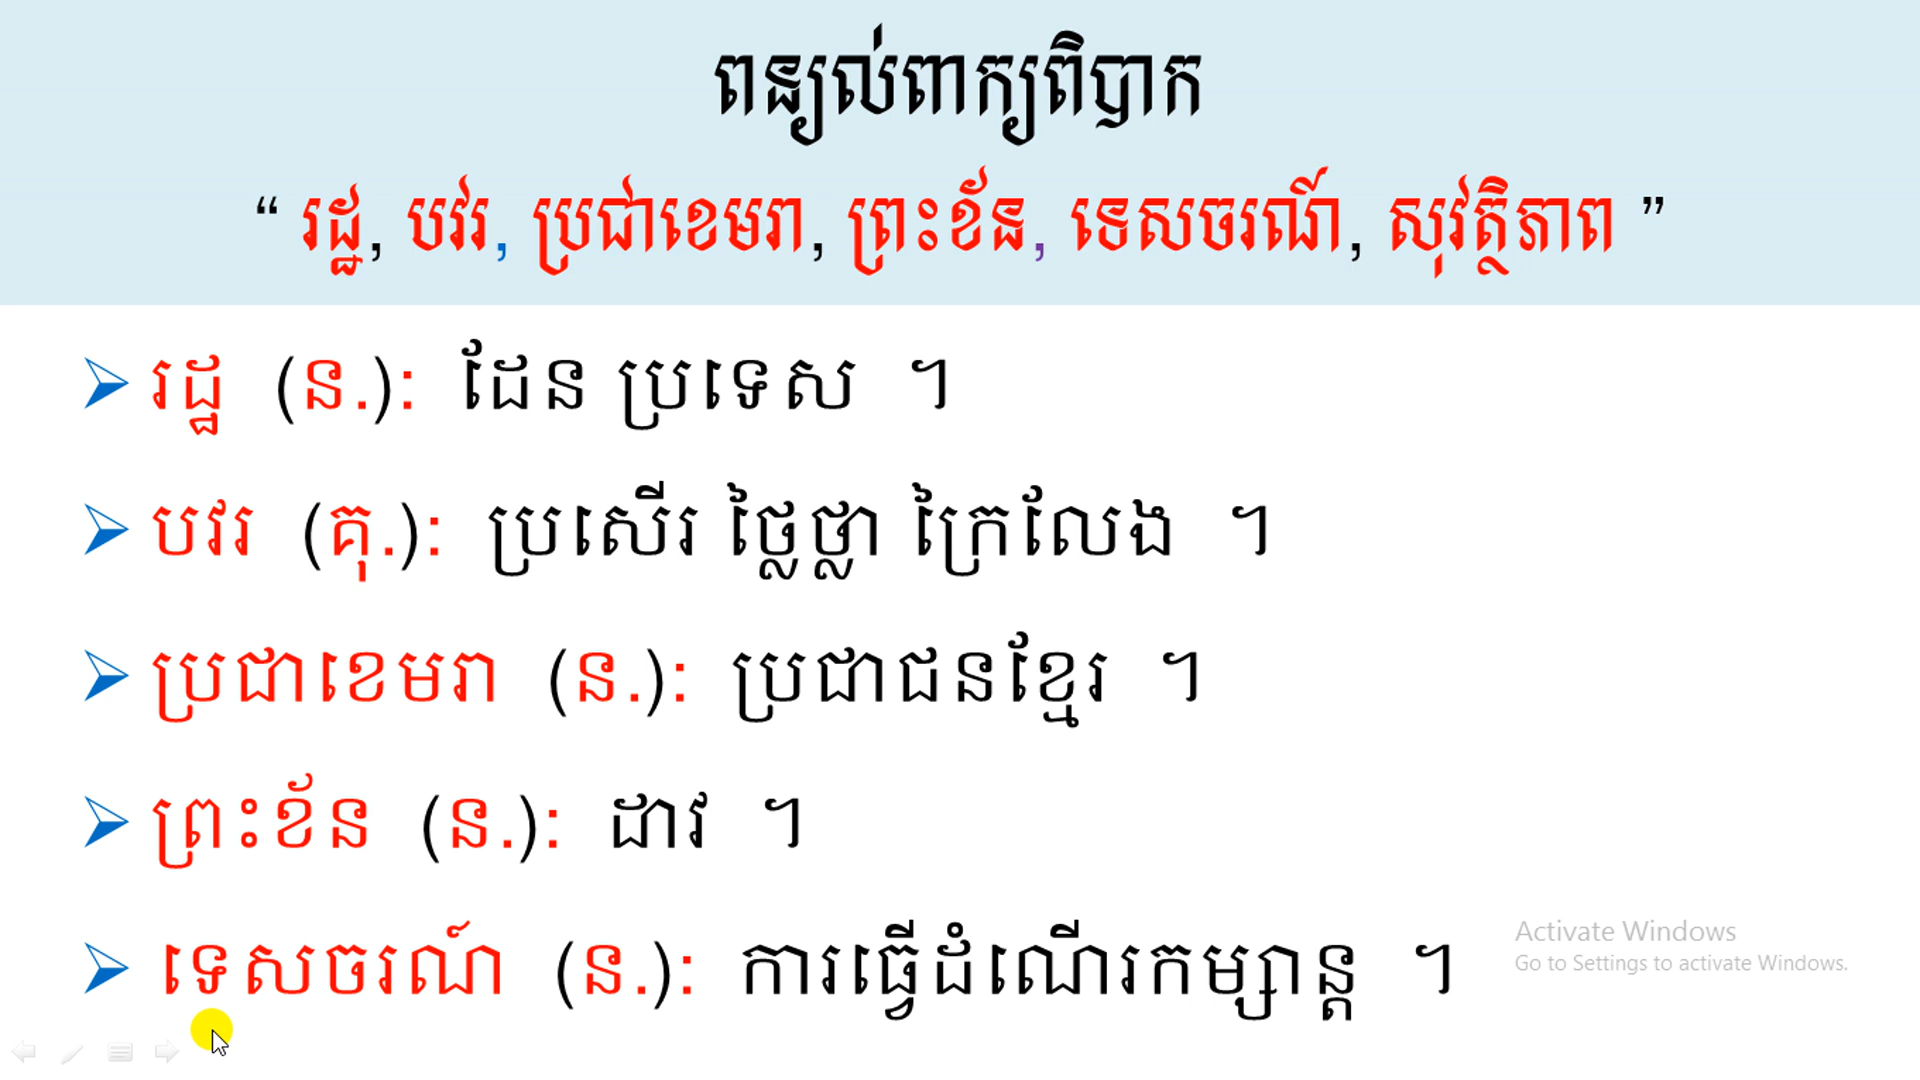 ពន្យល់ពាក្យពិបាក
“ រដ្ឋ, បវរ, ប្រជាខេមរា, ព្រះខ័ន, ទេសចរណ៍, សុវត្ថិភាព ”
រដ្ឋ (ន.): ដែន ប្រទេស ។
បវរ (គុ.): ប្រសើរ ថ្លៃថ្លា ក្រៃលែង ។
ប្រជាខេមរា (ន.): ប្រជាជនខ្មែរ ។
ព្រះខ័ន (ន.): ដាវ ។
ទេសចរណ៍ (ន.): ការធ្វើដំណើរកម្សាន្ត ។
Activate Windows
Go to Settings to activate Windows.